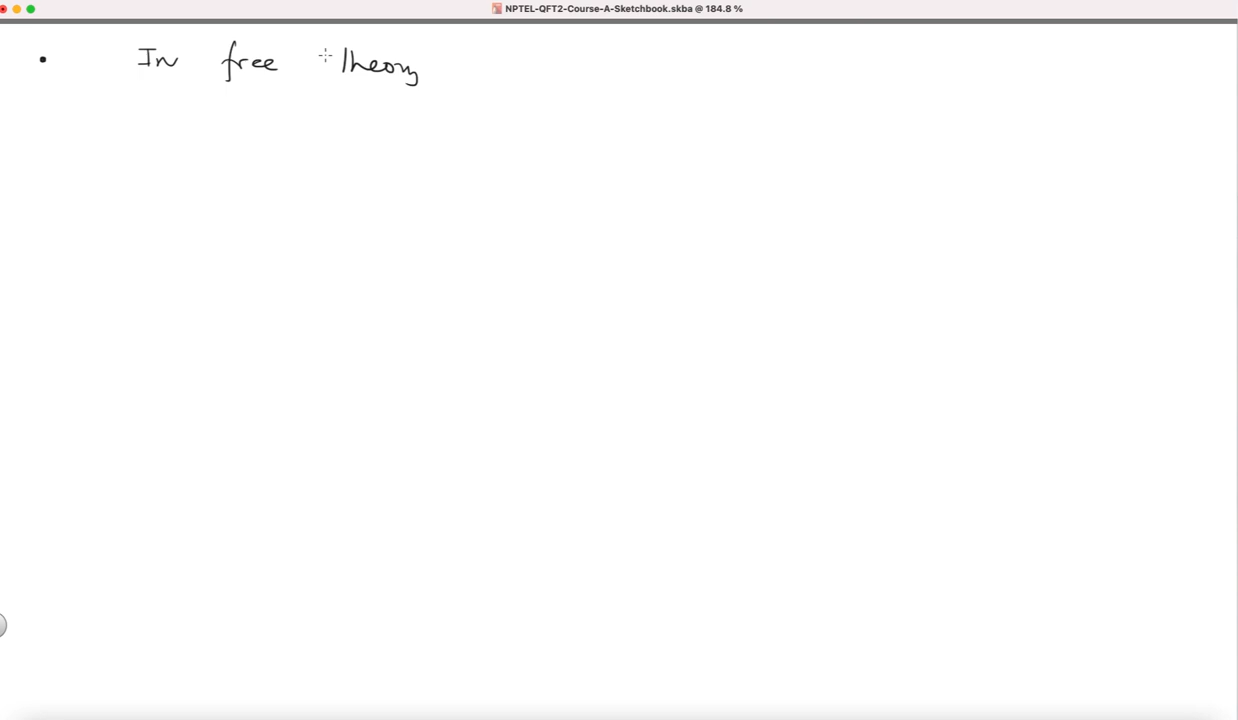 NPTEL-QFT2-Course-A-Sketchbook.skba @ 184.8 %
• In free theory